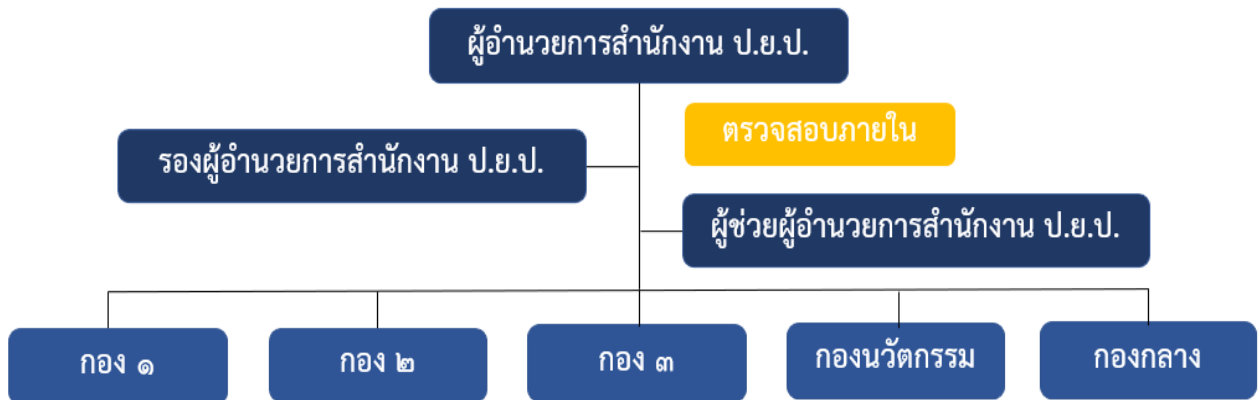 ผู้อำนวยการสำนักงาน ป.ย.ป.
ตรวจสอบภายใน
รองผู้อำนวยการสำนักงาน ป.ย.ป.
ผู้ช่วยผู้อำนวยการสำนักงาน ป.ย.ป.
กอง ๑
กอง ๒
กอง ๓
กองนวัตกรรม
กองกลาง